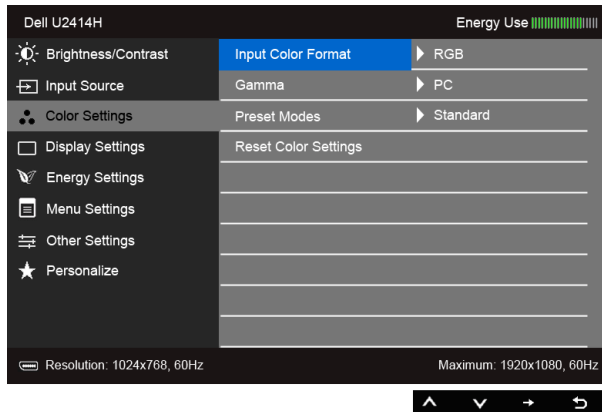 Dell U2414H Energy Use
Brightness/Contrast Input Color Format RGB
Input Source Gamma PC
Color Settings Preset Modes Standard
Display Settings Reset Color Settings
Energy Settings
Menu Settings
Other Settings
Personalize
Resolution: 1024x768, 60Hz Maximum: 1920x1080, 60Hz